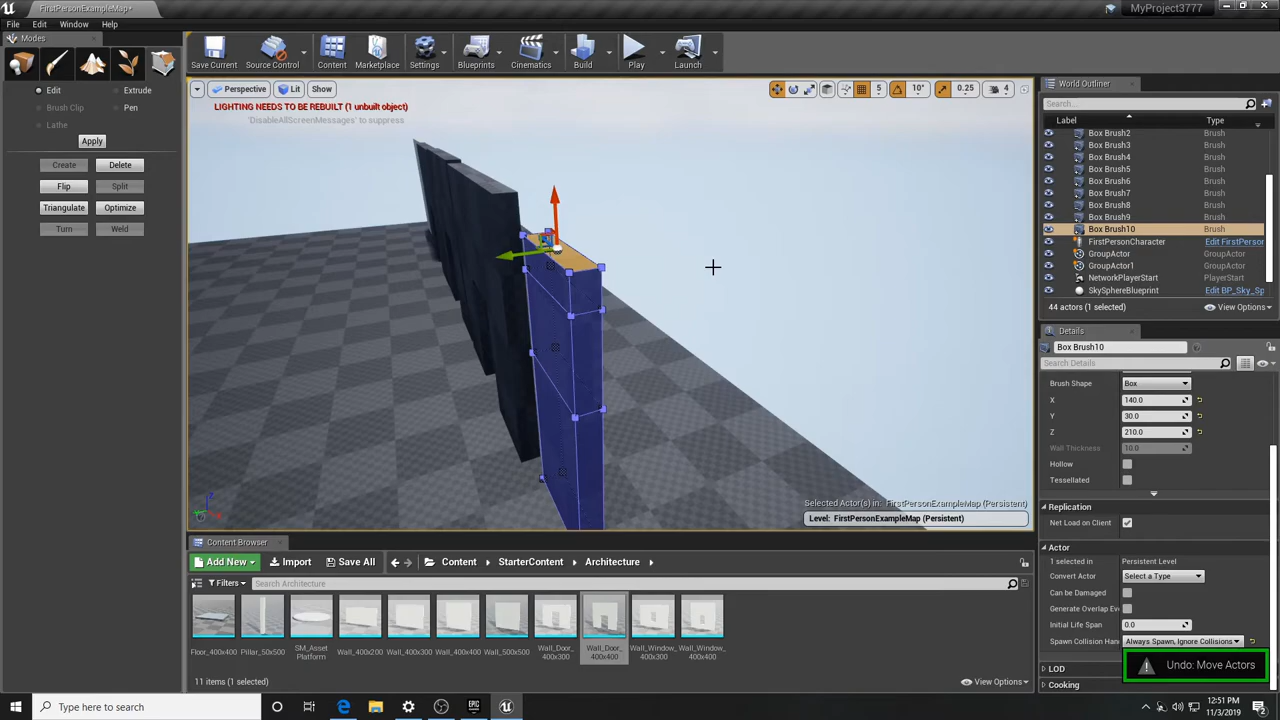 FirstPersonExampleMap*
MyProject3777
File Edit Window Help
Modes
Edit Extrude
Brush Clip Pen
Lathe
Apply
Create Delete
Flip Split
Triangulate Optimize
Turn Weld
Save Current Source Control Content Marketplace Settings Blueprints Cinematics Build Play Launch
Perspective Lit Show
5 10° 0.25 4
LIGHTING NEEDS TO BE REBUILT (1 unbuilt object)
'DisableAllScreenMessages' to suppress
Selected Actor(s) in: FirstPersonExampleMap (Persistent)
Level: FirstPersonExampleMap (Persistent)
World Outliner
Search...
Label Type
Box Brush2 Brush
Box Brush3 Brush
Box Brush4 Brush
Box Brush5 Brush
Box Brush6 Brush
Box Brush7 Brush
Box Brush8 Brush
Box Brush9 Brush
Box Brush10 Brush
FirstPersonCharacter Edit FirstPerson
GroupActor GroupActor
GroupActor1 GroupActor
NetworkPlayerStart PlayerStart
SkySphereBlueprint Edit BP_Sky_Sp
44 actors (1 selected) View Options
Details
Box Brush10
Search Details
Brush Shape Box
X 140.0
Y 30.0
Z 210.0
Wall Thickness 10.0
Hollow
Tessellated
Replication
Net Load on Client
Actor
1 selected in Persistent Level
Convert Actor Select a Type
Can be Damaged
Generate Overlap Eve
Initial Life Span 0.0
Spawn Collision Han Always Spawn, Ignore Collisions
LOD
Cooking
Undo: Move Actors
Content Browser
Add New Import Save All Content StarterContent Architecture
Filters Search Architecture
Floor_400x400 Pillar_50x500 SM_Asset Platform Wall_400x200 Wall_400x300 Wall_400x400 Wall_500x500 Wall_Door_400x300 Wall_Door_400x400 Wall_Window_400x300 Wall_Window_400x400
11 items (1 selected) View Options
Type here to search
EPIC
12:51 PM
11/3/2019
2